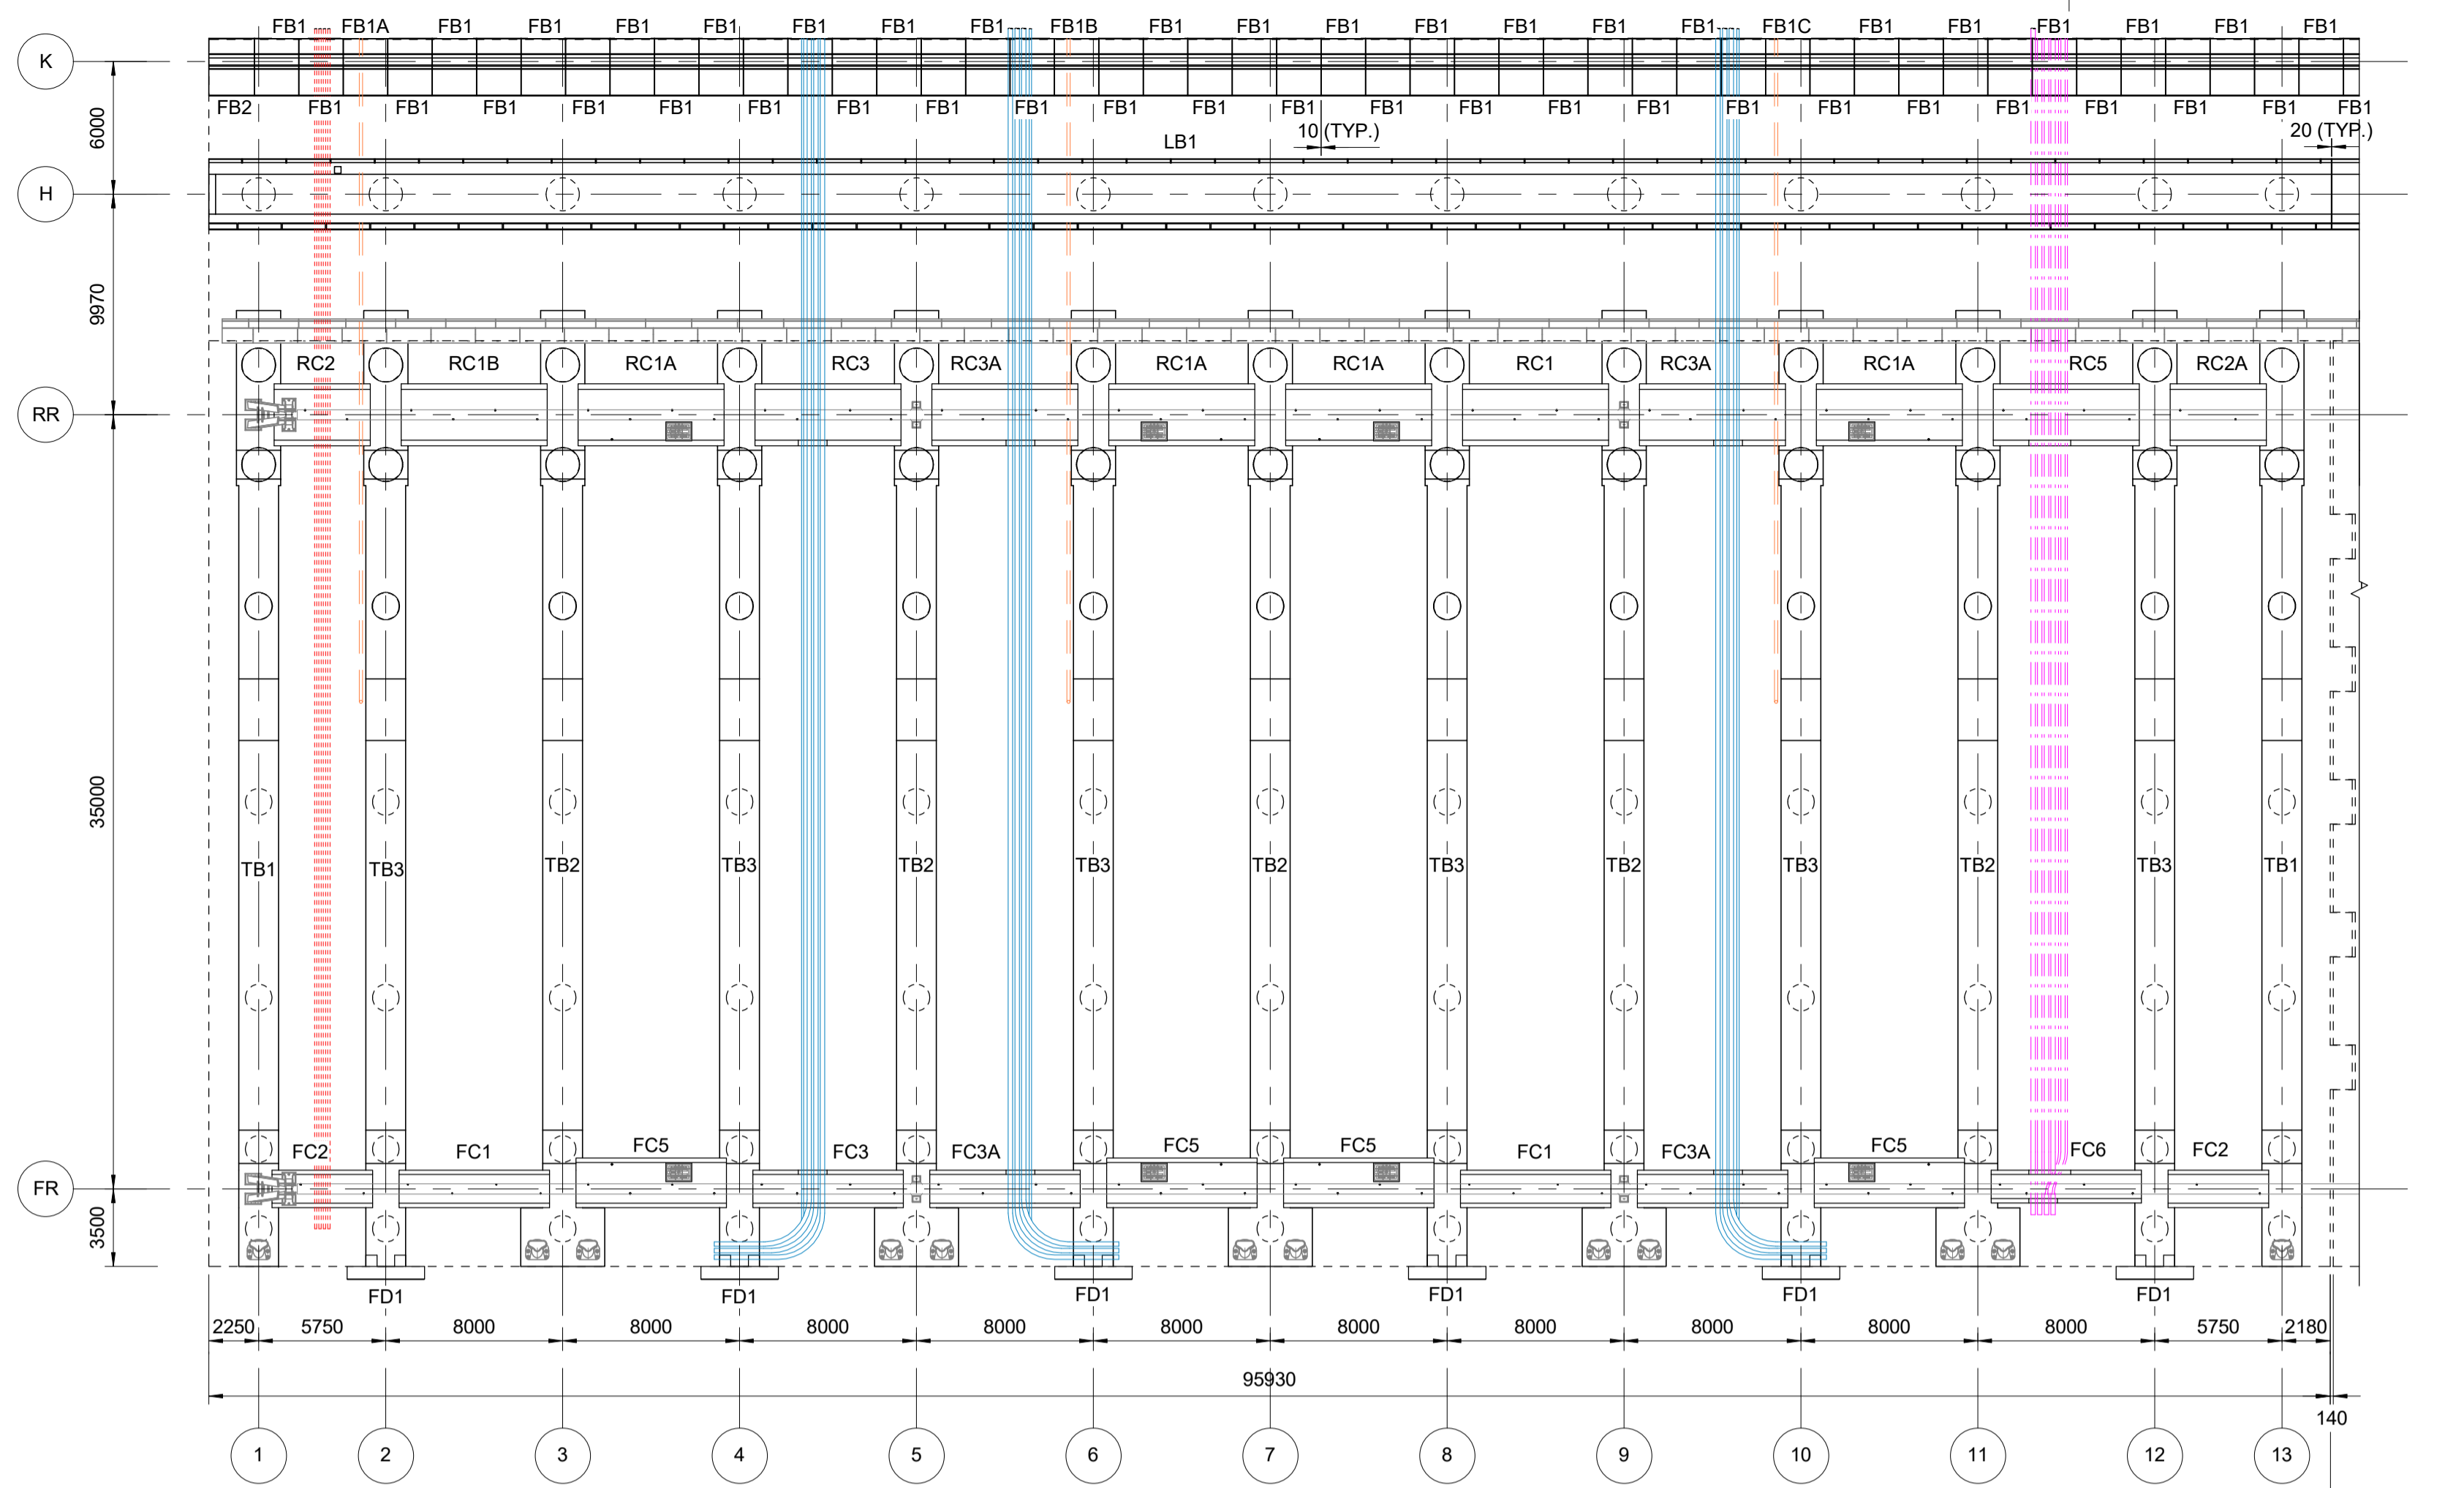 FB1 FB1A FB1 FB1 FB1 FB1 FB1 FB1 FB1B FB1 FB1 FB1 FB1 FB1 FB1 FB1 FB1C FB1 FB1 FB1 FB1 FB1 FB1
K
FB2 FB1 FB1 FB1 FB1 FB1 FB1 FB1 FB1 FB1 FB1 FB1 FB1 FB1 FB1 FB1 FB1 FB1 FB1 FB1 FB1 FB1 FB1 FB1 FB1
6000
LB1 10 (TYP.) 20 (TYP.)
H
9970
RC2 RC1B RC1A RC3 RC3A RC1A RC1A RC1 RC3A RC1A RC5 RC2A
RR
35000
TB1 TB3 TB2 TB3 TB2 TB3 TB2 TB3 TB2 TB3 TB2 TB3 TB1
FC2 FC1 FC5 FC3 FC3A FC5 FC5 FC1 FC3A FC5 FC6 FC2
FR
3500
FD1 FD1 FD1 FD1 FD1 FD1
2250 5750 8000 8000 8000 8000 8000 8000 8000 8000 8000 8000 5750 2180
95930
140
1 2 3 4 5 6 7 8 9 10 11 12 13